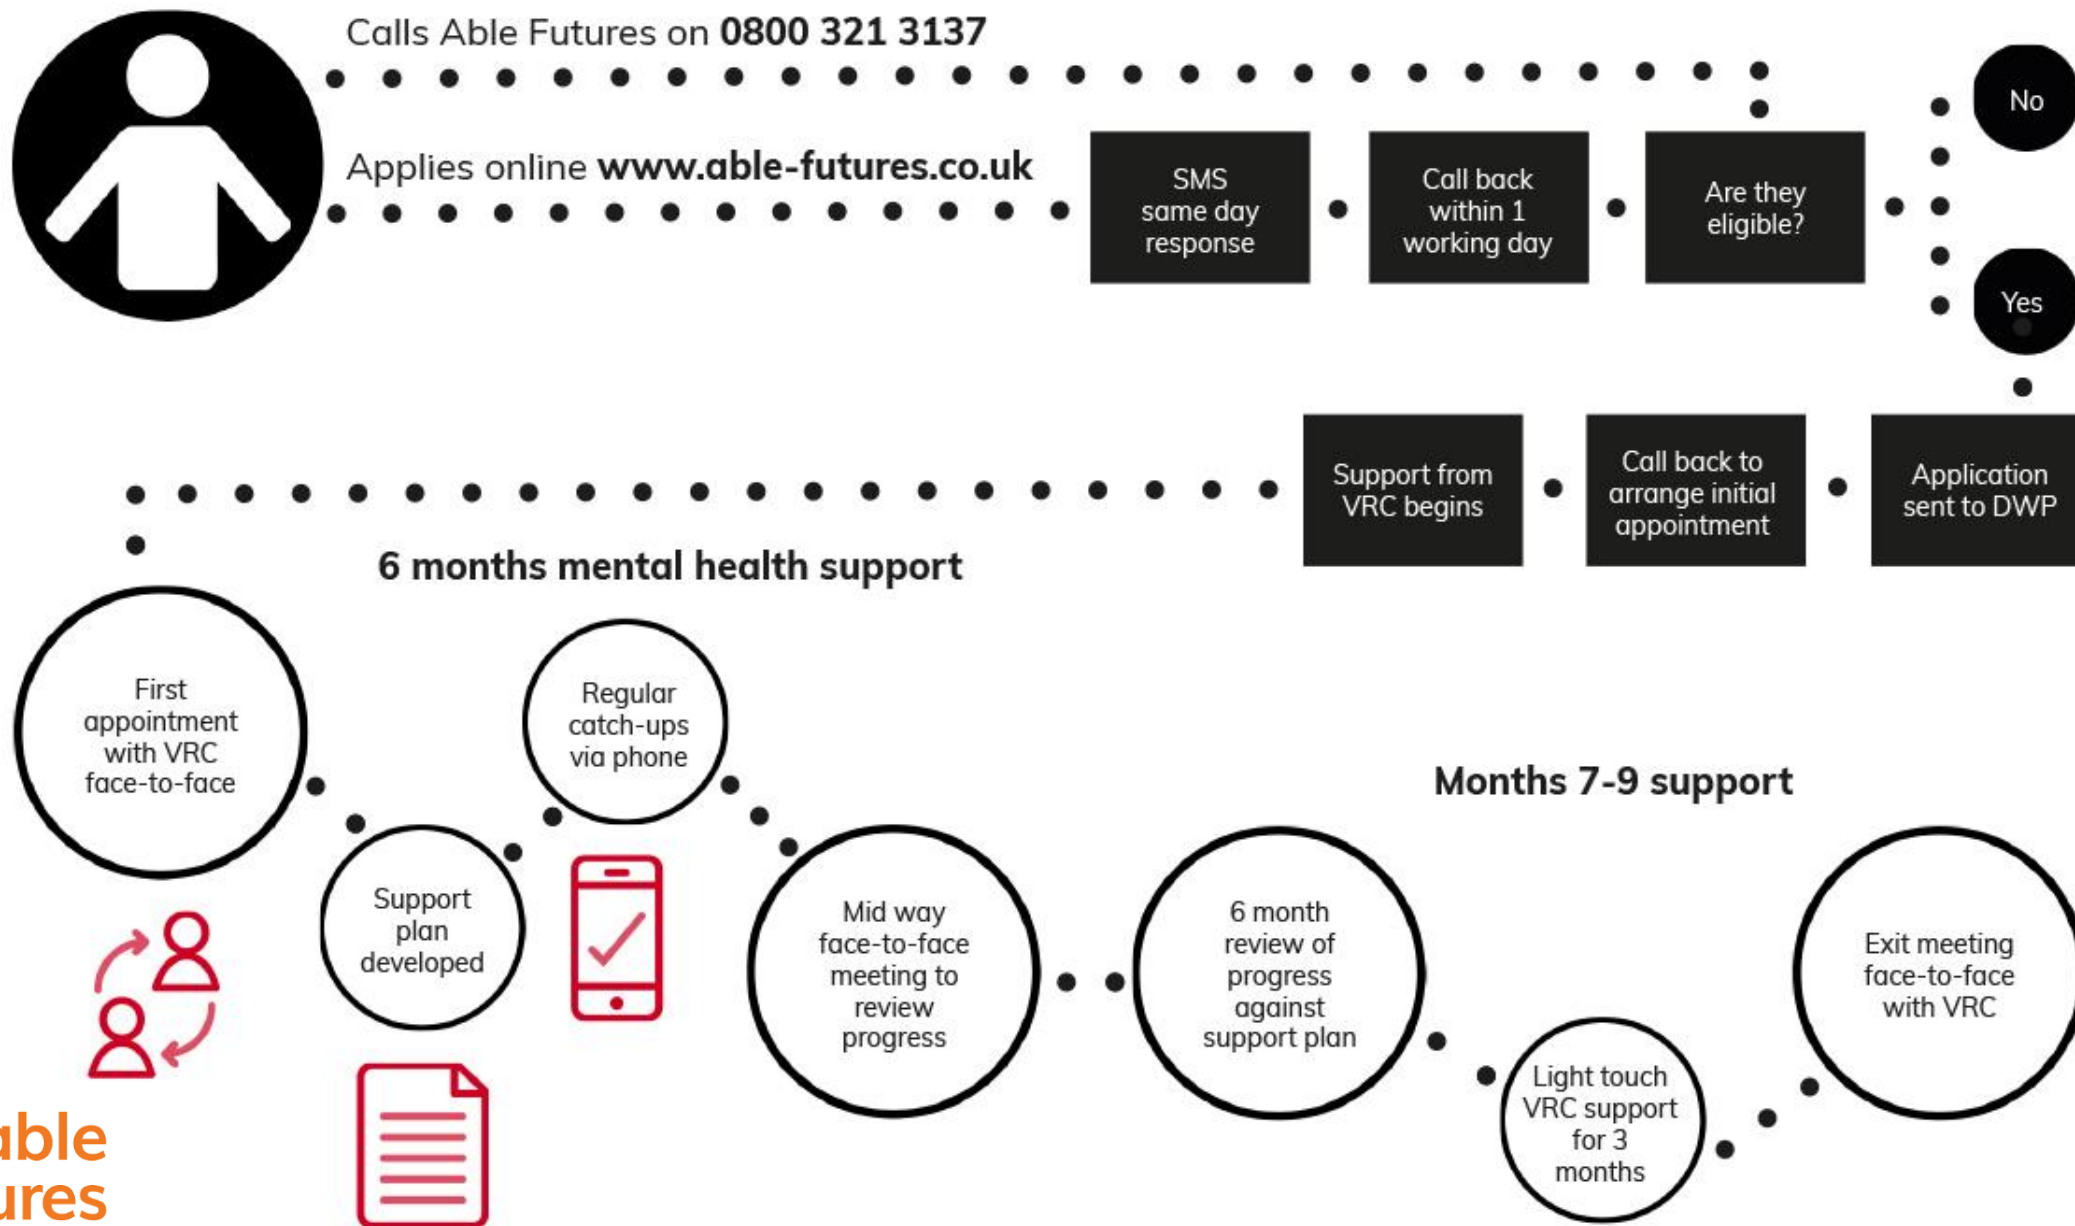 Calls Able Futures on 0800 321 3137
Applies online www.able-futures.co.uk
SMS
same day
response
Call back
within 1
working day
Are they
eligible?
No
Yes
Application
sent to DWP
Call back to
arrange initial
appointment
Support from
VRC begins
6 months mental health support
First
appointment
with VRC
face-to-face
Support
plan
developed
Regular
catch-ups
via phone
Mid way
face-to-face
meeting to
review
progress
6 month
review of
progress
against
support plan
Months 7-9 support
Light touch
VRC support
for 3
months
Exit meeting
face-to-face
with VRC
able
ures